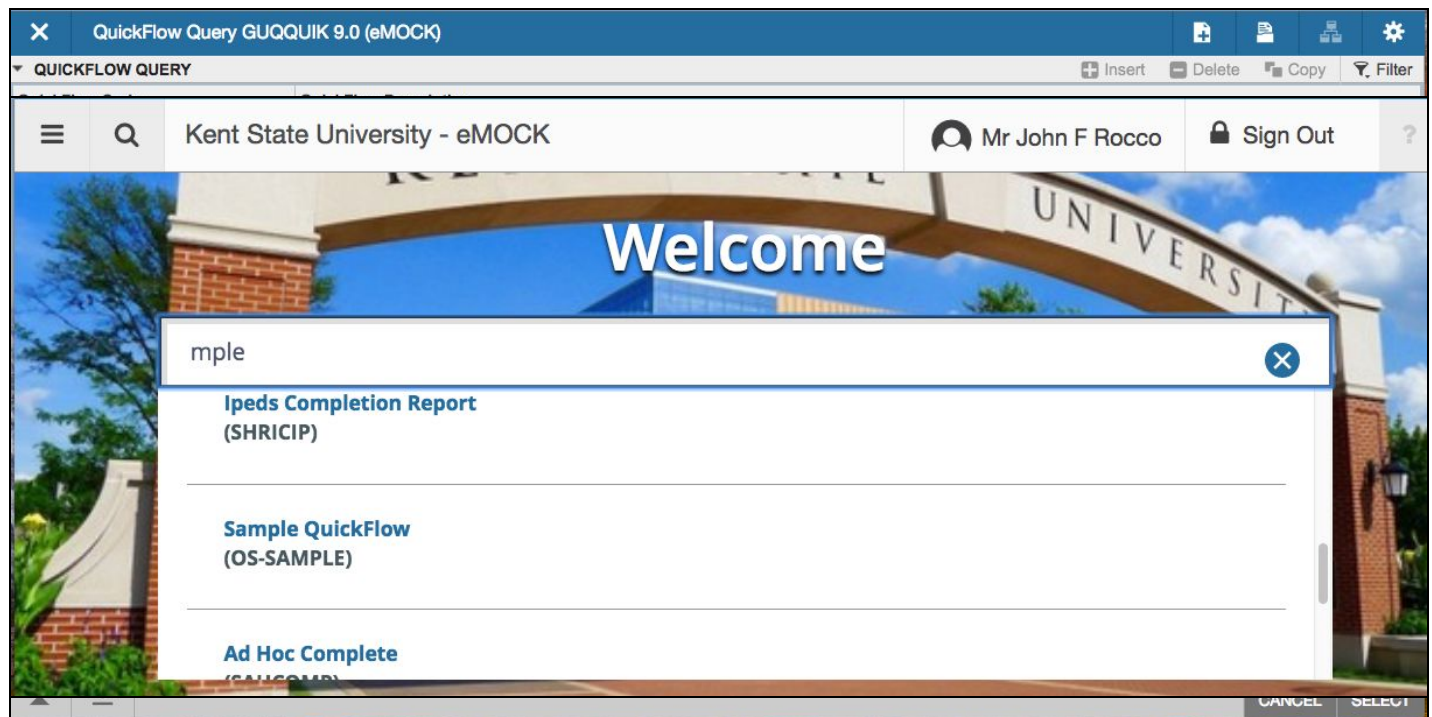 QuickFlow Query GUQQUIK 9.0 (eMOCK)
QUICKFLOW QUERY Insert Delete Copy Filter
Kent State University - eMOCK Mr John F Rocco Sign Out ?
UNIVERSIT
Welcome
mple
Ipeds Completion Report
(SHRICIP)
Sample QuickFlow
(OS-SAMPLE)
Ad Hoc Complete
CANCEL SELECT